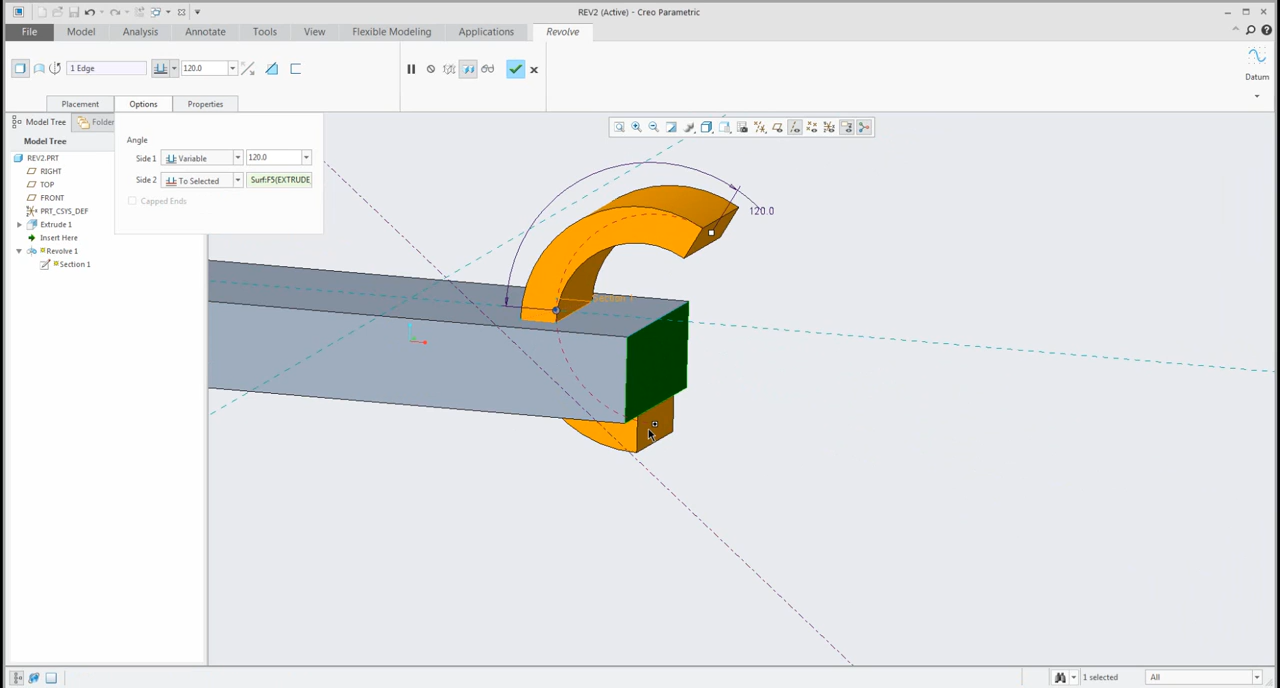 REV2 (Active) - Creo Parametric
File Model Analysis Annotate Tools View Flexible Modeling Applications Revolve
1 Edge 120.0
Datum
Placement Options Properties
Model Tree Folder
Model Tree
REV2.PRT
RIGHT
TOP
FRONT
PRT_CSYS_DEF
Extrude 1
Insert Here
Revolve 1
Section 1
Angle
Side 1 Variable 120.0
Side 2 To Selected Surf:F5(EXTRUDE
Capped Ends
120.0
1 selected All